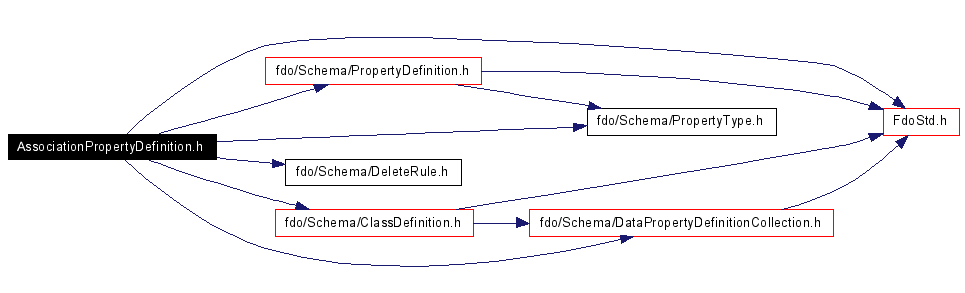 fdo/Schema/PropertyDefinition.h
fdo/Schema/PropertyType.h
FdoStd.h
AssociationPropertyDefinition.h
fdo/Schema/DeleteRule.h
fdo/Schema/ClassDefinition.h
fdo/Schema/DataPropertyDefinitionCollection.h